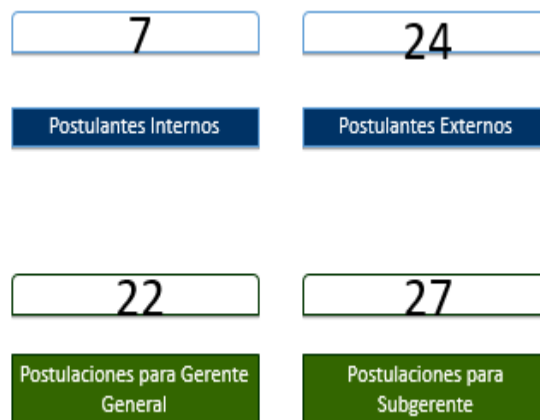 7
24
Postulantes Internos
Postulantes Externos
22
27
Postulaciones para Gerente
General
Postulaciones para
Subgerente